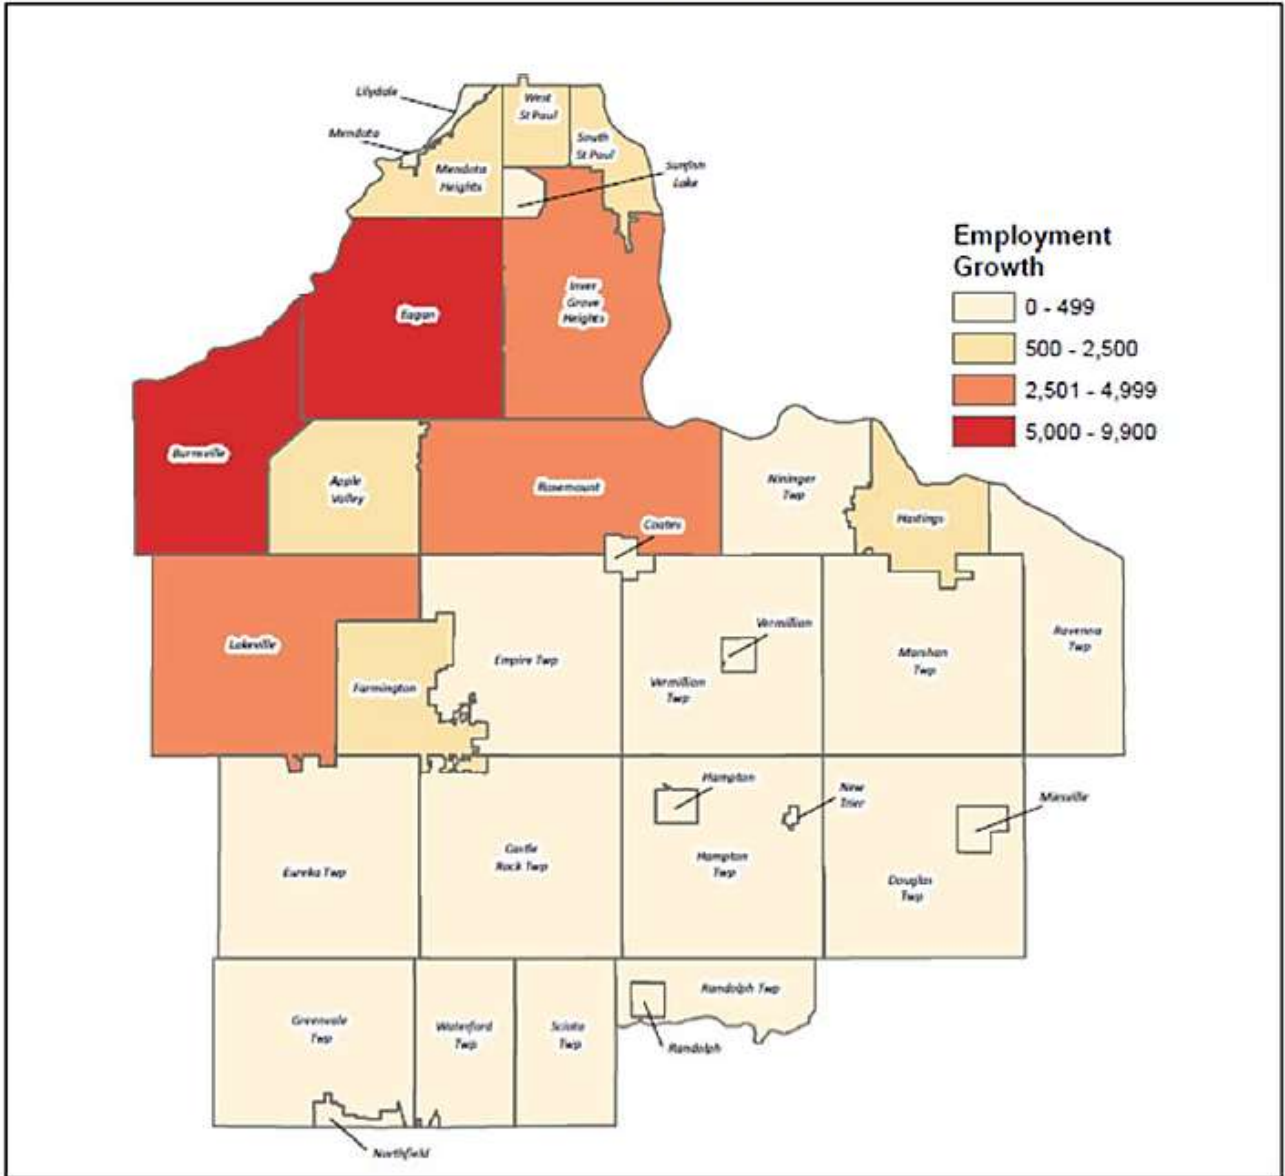 Lilydale
West
St Paul
Mendota
South
St Paul
Sunfish
Lake
Mendota
Heights
Employment
Growth
0 - 499
500 - 2,500
2,501 - 4,999
5,000 - 9,900
Eagan
Inver
Grove
Heights
Burnsville
Apple
Valley
Rosemount
Nininger
Twp
Hastings
Coates
Lakeville
Farmington
Empire Twp
Vermillion
Vermillion
Twp
Marshan
Twp
Ravenna
Twp
Hampton
New
Trier
Miesville
Eureka Twp
Castle
Rock Twp
Hampton
Twp
Douglas
Twp
Greenvale
Twp
Waterford
Twp
Sciota
Twp
Randolph Twp
Randolph
Northfield